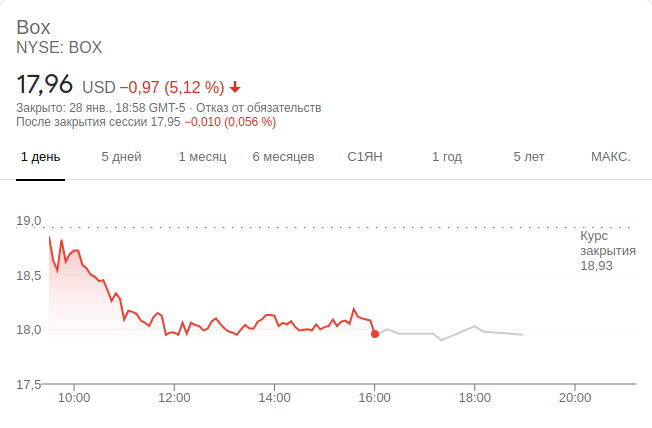 Box
NYSE: BOX
17,96 USD −0,97 (5,12 %)
Закрыто: 28 янв., 18:58 GMT-5 · Отказ от обязательств
После закрытия сессии 17,95 −0,010 (0,056 %)
1 день 5 дней 1 месяц 6 месяцев С1ЯН 1 год 5 лет МАКС.
19,0
Курс
закрытия
18,93
18,5
18,0
17,5
10:00 12:00 14:00 16:00 18:00 20:00